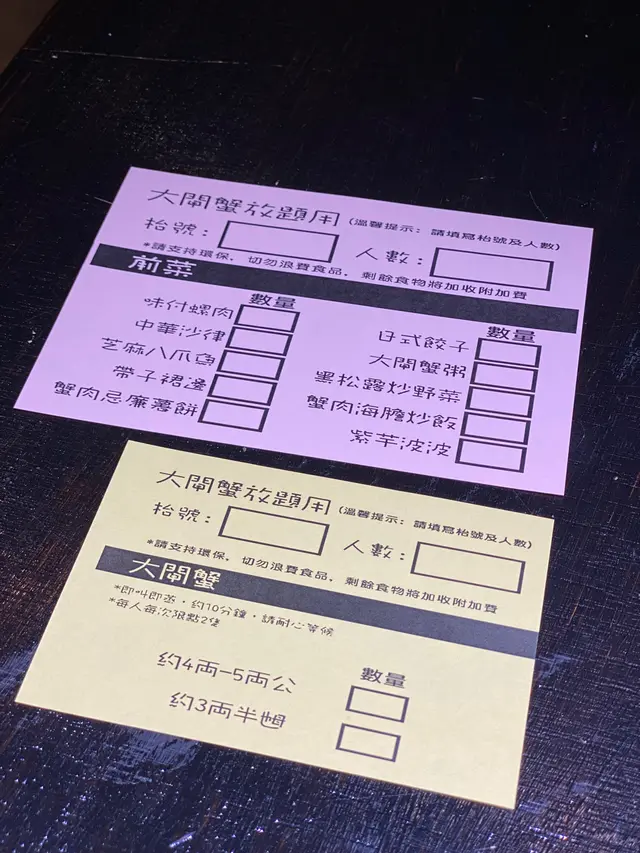 大閘蟹放題用 (溫馨提示: 請填寫枱號及人數)
枱號: 人數:
*請支持環保, 切勿浪費食品, 剩餘食物將加收附加費
前菜
數量 數量
味付螺肉
中華沙律
芝麻八爪魚
帶子裙邊
蟹肉忌廉薄餅
日式餃子
大閘蟹粥
黑松露炒野菜
蟹肉海膽炒飯
紫芋波波
大閘蟹放題用 (溫馨提示: 請填寫枱號及人數)
枱號: 人數:
*請支持環保, 切勿浪費食品, 剩餘食物將加收附加費
大閘蟹
*即叫即蒸，約10分鐘，請耐心等候
*每人每次限點2隻
數量
約4両-5両公
約3両半姆